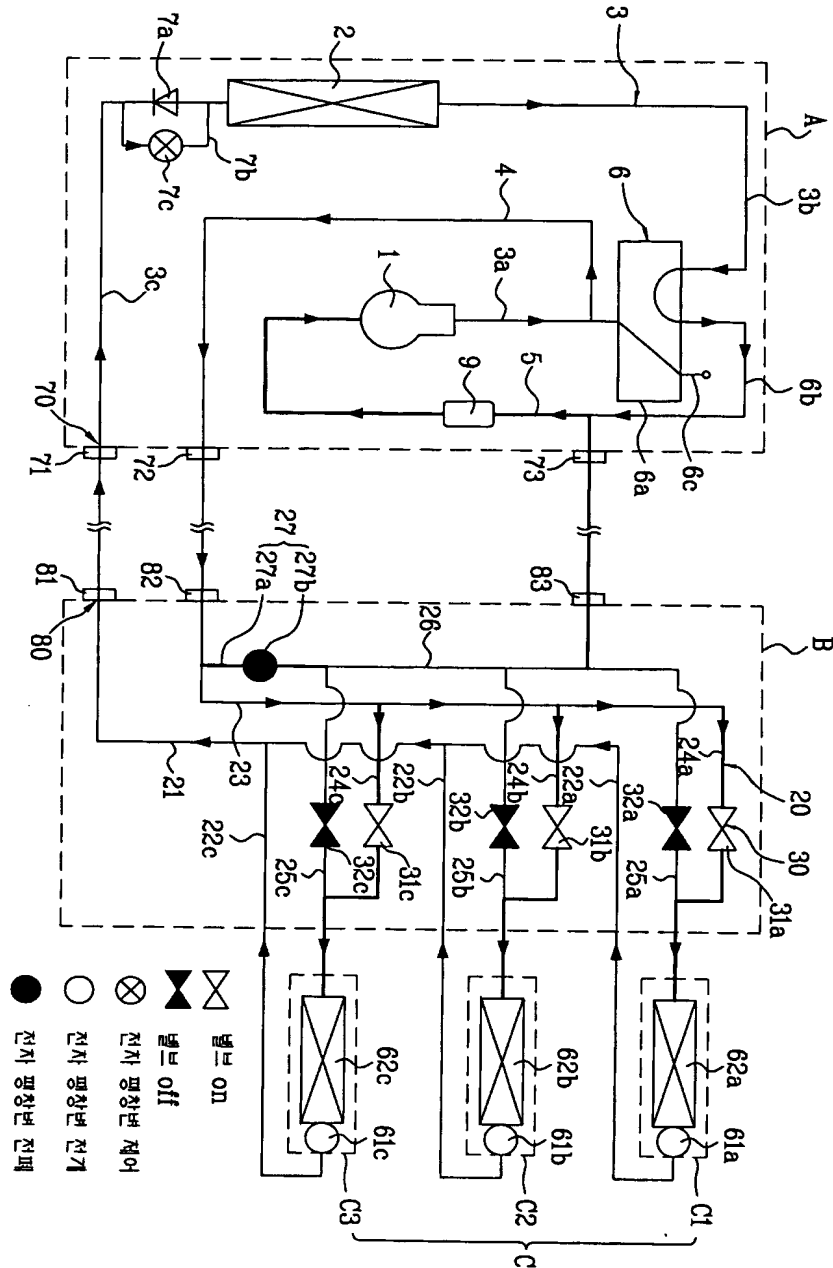 A
3
2
7a
7b
7c
3b
6
4
3a
1
3c
5
9
6b
6c
6a
70
71
72
73
81
82
83
80
27
27a
27b
26
B
23
21
24a
20
32a
30
31a
25a
22a
24b
32b
31b
25b
22b
24c
32c
31c
25c
22c
62a
61a
C1
62b
61b
C2
62c
61c
C3
C
밸브 on
밸브 off
전자 팽창변 제어
전자 팽창변 전개
전자 팽창변 전폐